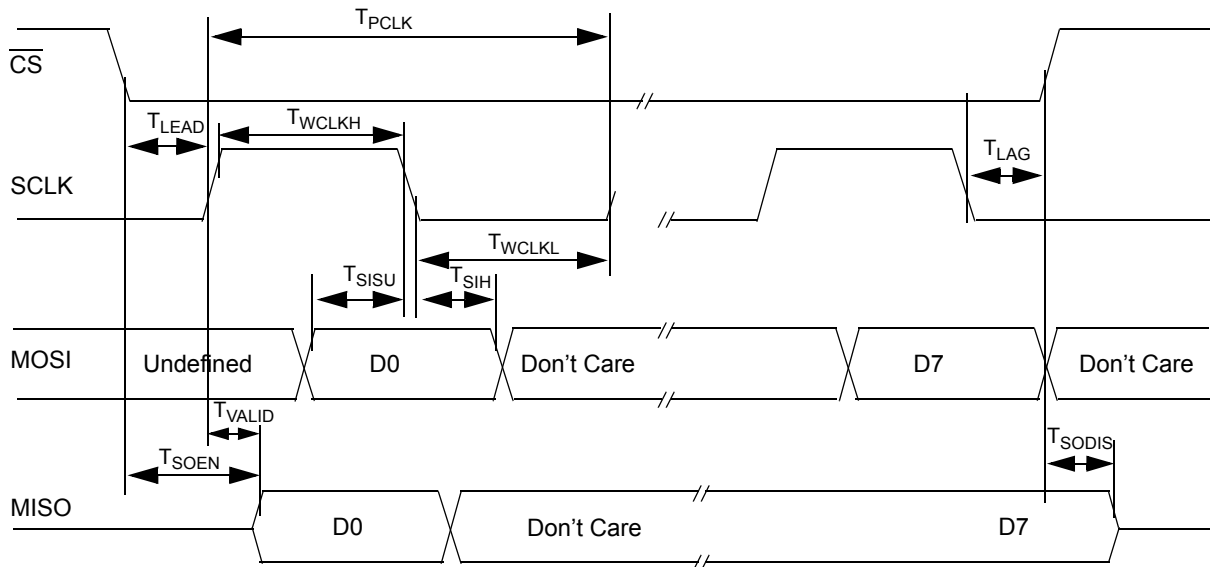 TPCLK
CS
TLEAD
TWCLKH
TLAG
SCLK
TWCLKL
TSISU
TSIH
MOSI
Undefined
D0
Don't Care
D7
Don't Care
TVALID
TSOEN
TSODIS
MISO
D0
Don't Care
D7